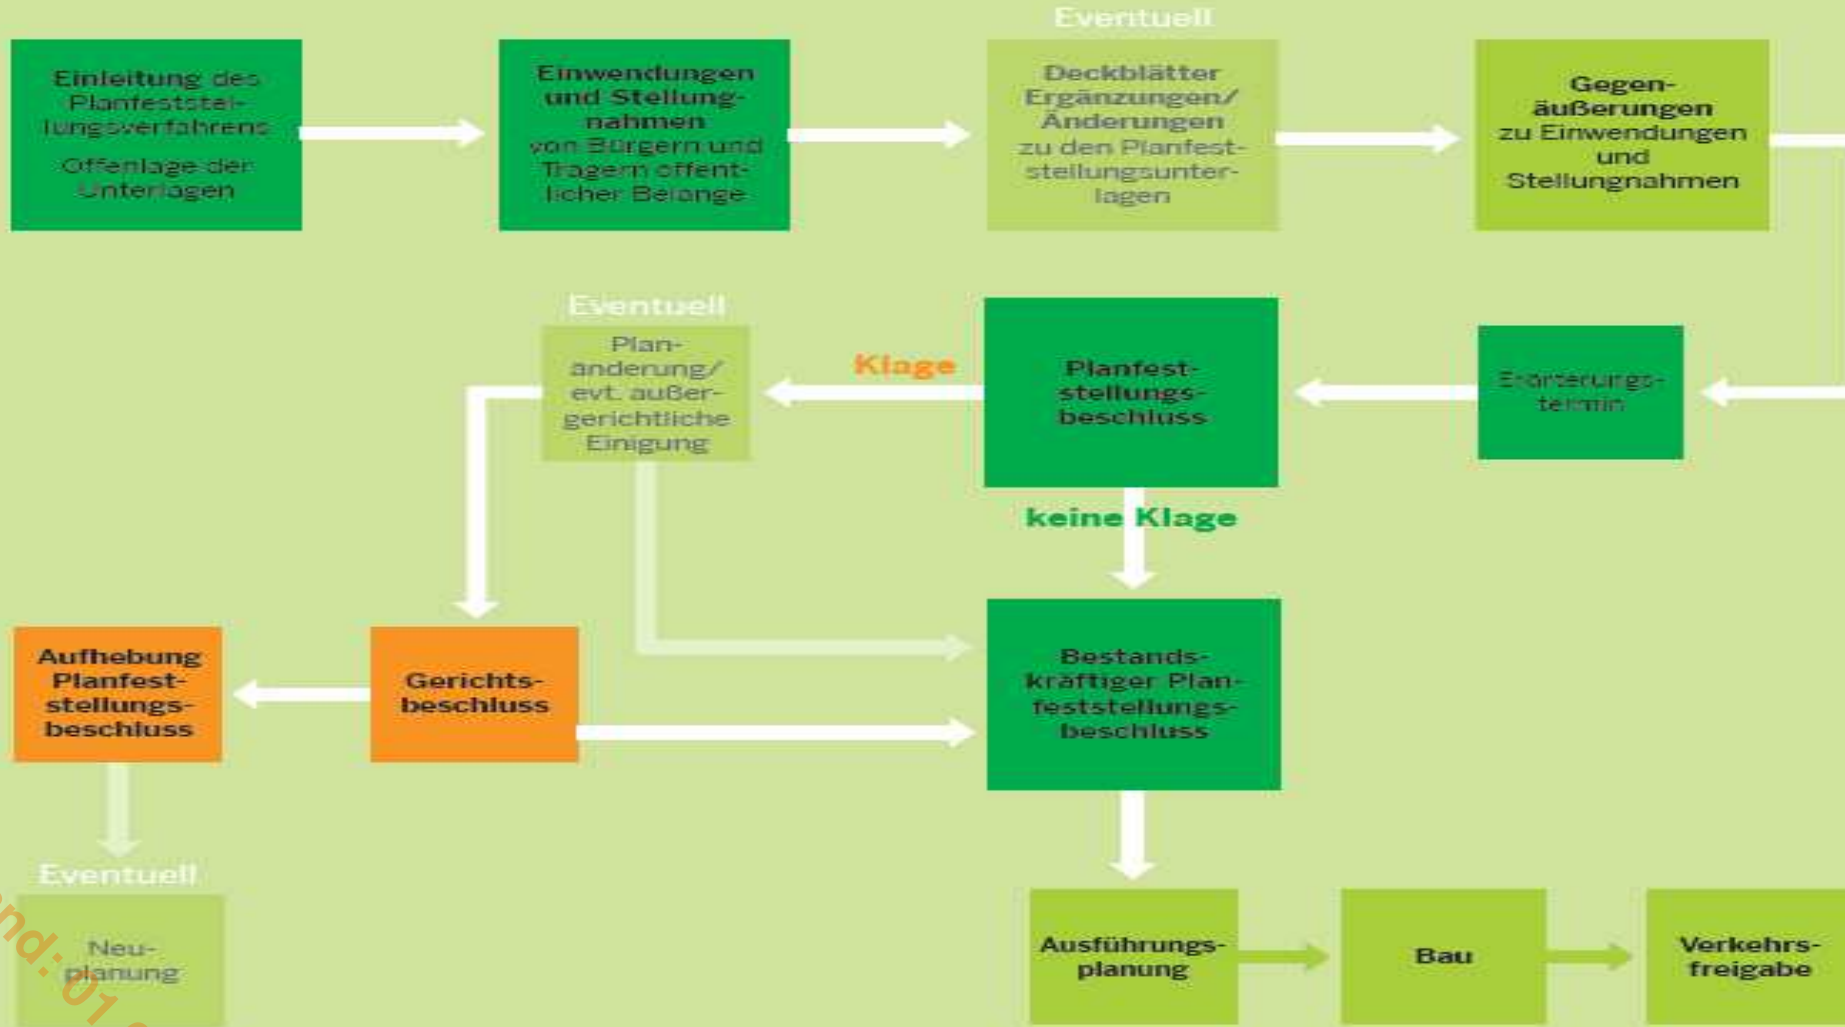 Einleitung des
Planfeststel-
lungsverfahrens
Offenlage der
Unterlagen
Einwendungen
und Stellung-
nahmen
von Bürgern und
Trägern öffent-
licher Belange
Eventuell
Deckblätter
Ergänzungen/
Änderungen
zu den Planfest-
stellungsunter-
lagen
Gegen-
äußerungen
zu Einwendungen
und
Stellungnahmen
Erörterungs-
termin
Planfest-
stellungs-
beschluss
Klage
Eventuell
Plan-
änderung/
evt. außer-
gerichtliche
Einigung
keine Klage
Gerichts-
beschluss
Aufhebung
Planfest-
stellungs-
beschluss
Eventuell
Neu-
planung
Bestands-
kräftiger Plan-
feststellungs-
beschluss
Ausführungs-
planung
Bau
Verkehrs-
freigabe